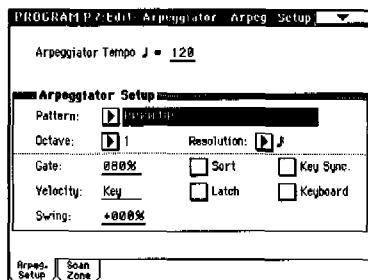 PROGRAM P7:Edit-Arpeggiator Arpeg. Setup
Arpeggiator Tempo ♩ = 120
Arpeggiator Setup
Pattern:
Octave: 1 Resolution: ♪
Gate: 080% Sort Key Sync.
Velocity: Key Latch Keyboard
Swing: +000%
Arpeg. Setup Scan Zone